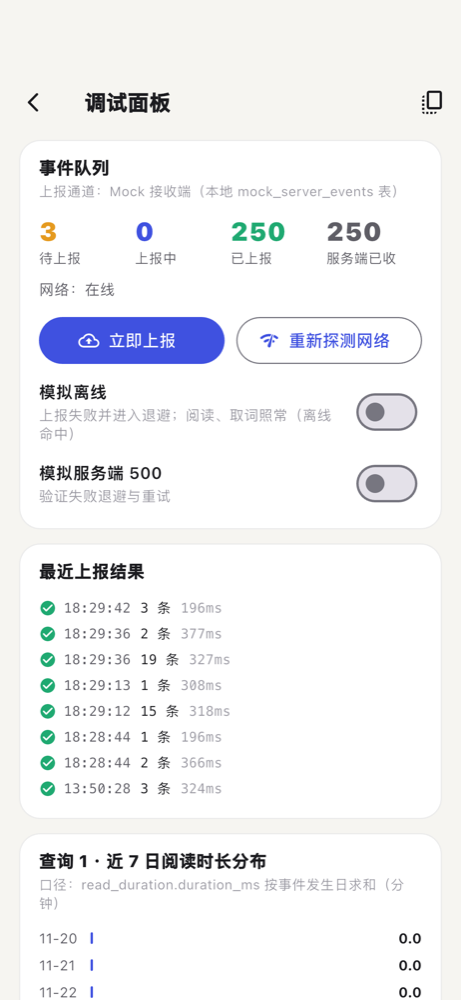 调试面板
事件队列
上报通道：Mock 接收端（本地 mock_server_events 表）
3 0 250 250
待上报 上报中 已上报 服务端已收
网络：在线
立即上报 重新探测网络
模拟离线
上报失败并进入退避；阅读、取词照常（离线
命中）
模拟服务端 500
验证失败退避与重试
最近上报结果
18:29:42 3 条 196ms
18:29:36 2 条 377ms
18:29:36 19 条 327ms
18:29:13 1 条 308ms
18:29:12 15 条 318ms
18:28:44 1 条 196ms
18:28:44 2 条 366ms
13:50:28 3 条 324ms
查询 1 · 近 7 日阅读时长分布
口径：read_duration.duration_ms 按事件发生日求和（分
钟）
11-20 0.0
11-21 0.0
11-22 0.0